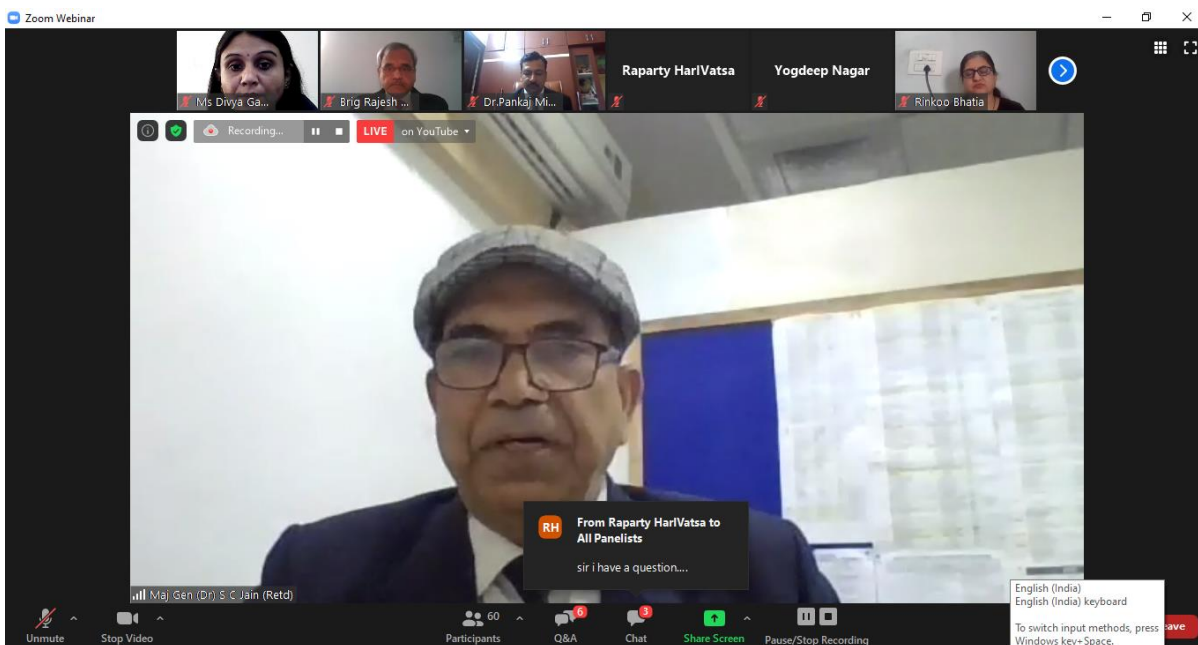 Zoom Webinar
Ms Divya Ga...
Brig Rajesh ...
Dr.Pankaj Mi...
Raparty HarlVatsa
Yogdeep Nagar
Rinkoo Bhatia
Recording...
LIVE on YouTube
RH
From Raparty HarlVatsa to
All Panelists
sir i have a question....
Maj Gen (Dr) S C Jain (Retd)
English (India)
English (India) keyboard
To switch input methods, press
Windows key+Space.
Unmute
Stop Video
60
Participants
6
Q&A
3
Chat
Share Screen
Pause/Stop Recording
eave